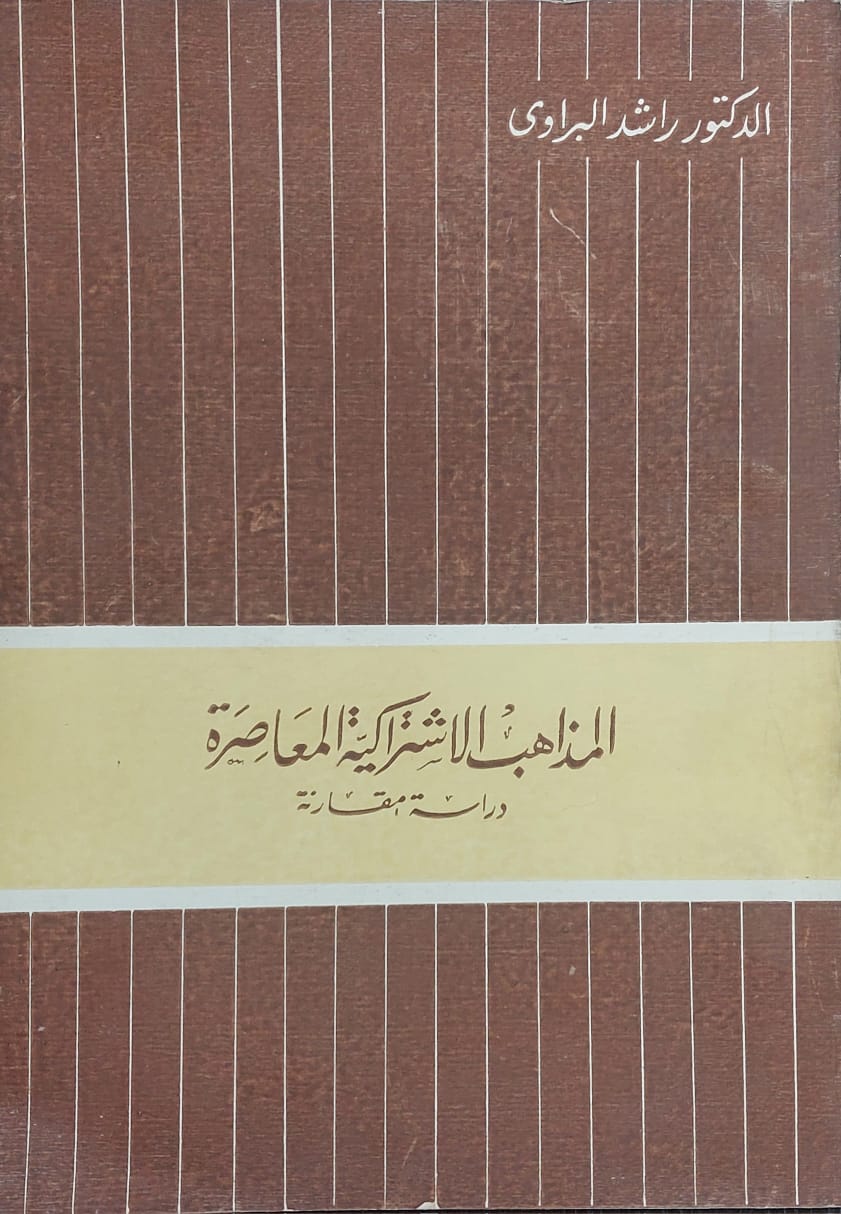 الدكتور راشد البراوى
المذاهب الاشتراكية المعاصرة
دراسة مقارنة